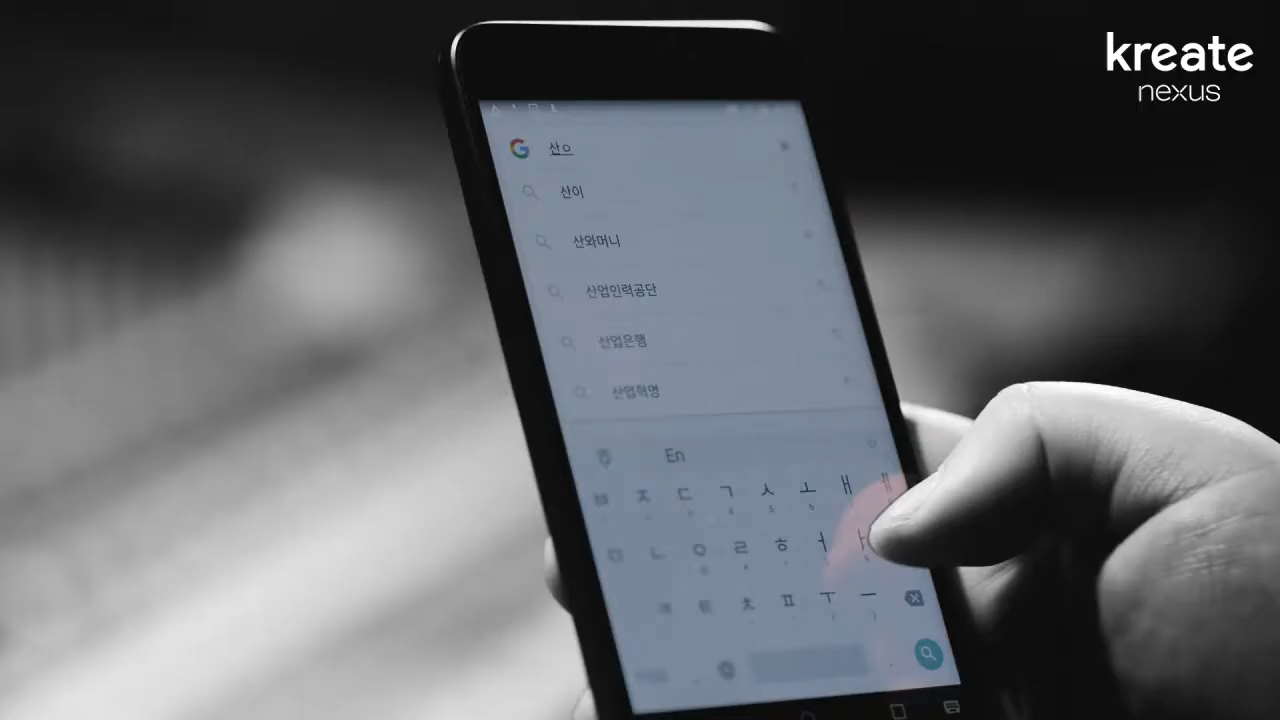 kreate
nexus
산ㅇ
산이
산와머니
산업인력공단
산업은행
산업혁명
En
ㅂ ㅈ ㄷ ㄱ ㅅ ㅗ ㅐ ㅔ
ㅁ ㄴ ㅇ ㄹ ㅎ ㅓ ㅏ
ㅋ ㅌ ㅊ ㅍ ㅜ ㅡ